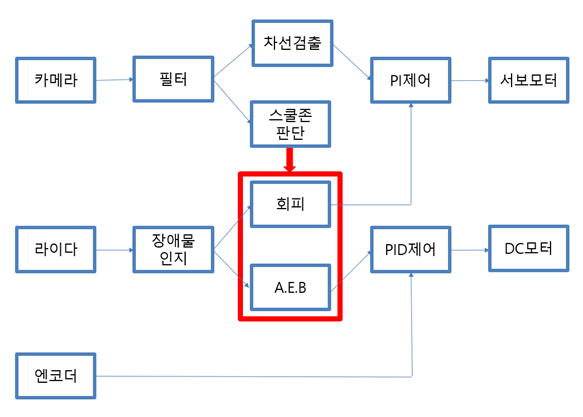 차선검출
카메라
필터
PI제어
서보모터
스쿨존
판단
회피
라이다
장애물
인지
PID제어
DC모터
A.E.B
엔코더